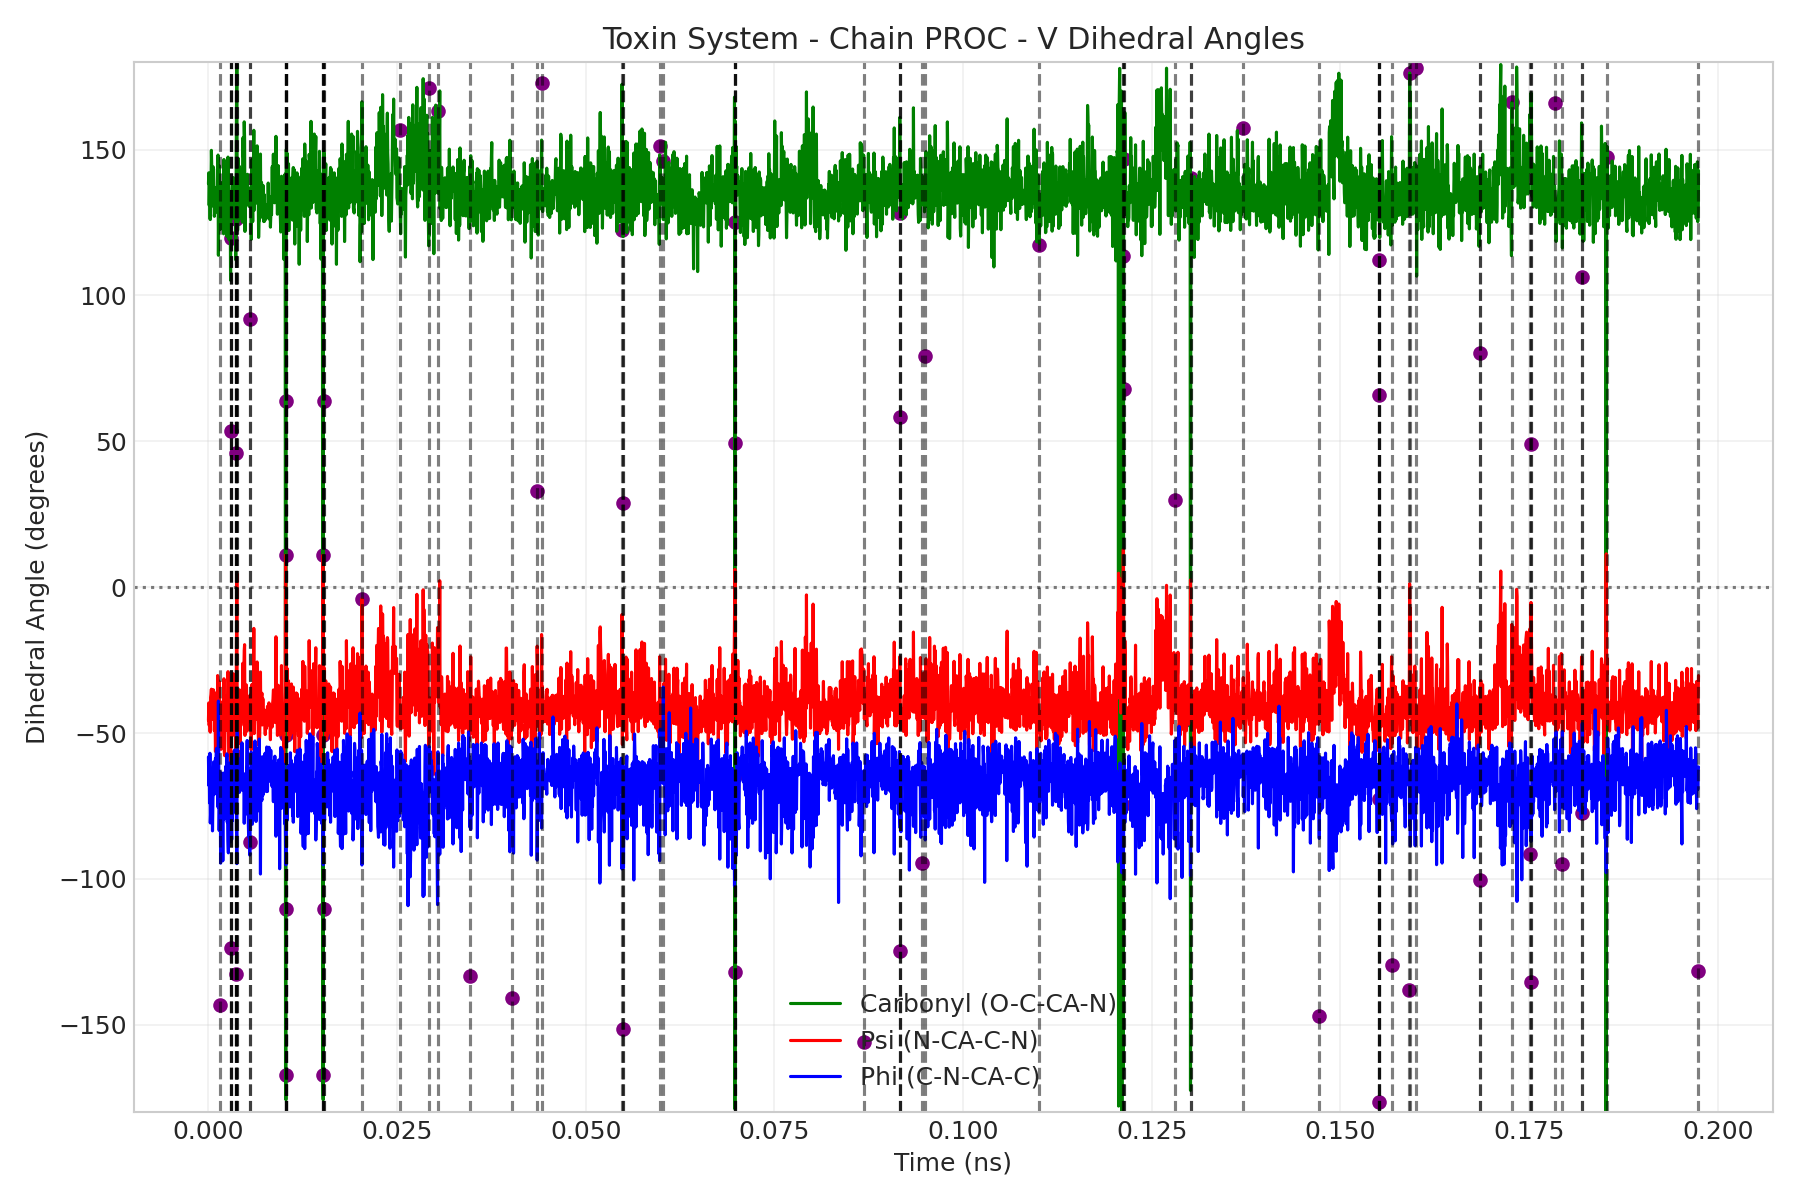 Toxin System - Chain PROC - V Dihedral Angles
Dihedral Angle (degrees)
150
100
50
0
−50
−100
−150
Carbonyl (O-C-CA-N)
Psi (N-CA-C-N)
Phi (C-N-CA-C)
0.000 0.025 0.050 0.075 0.100 0.125 0.150 0.175 0.200
Time (ns)